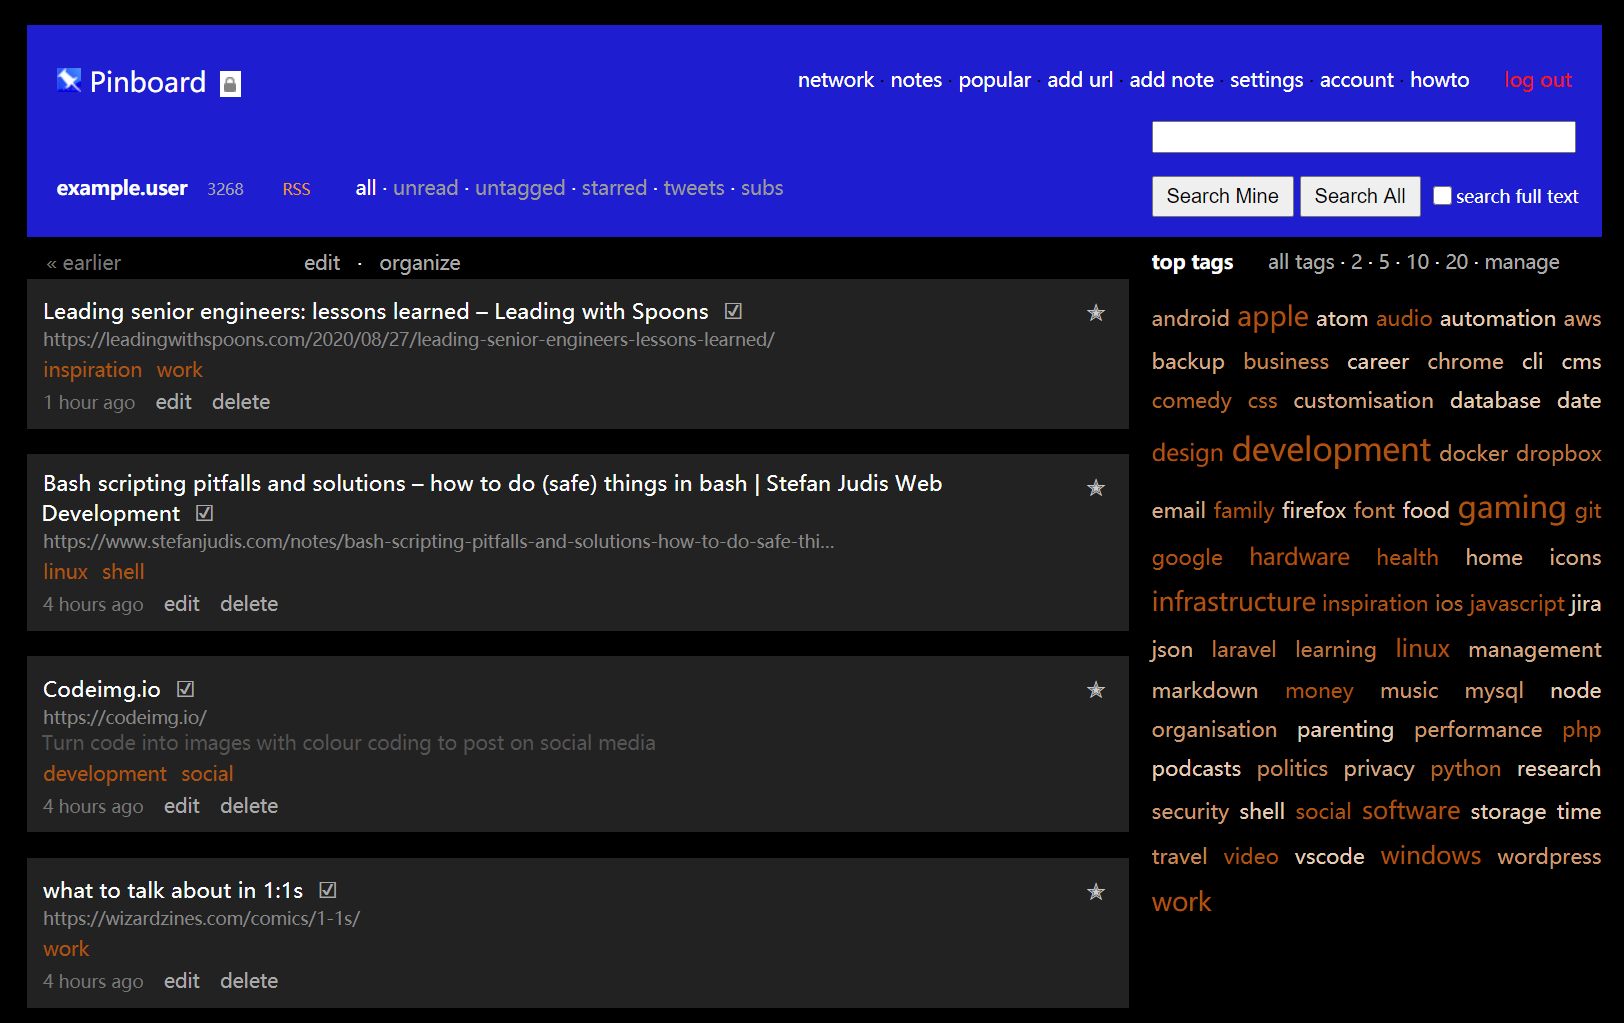 Pinboard
network · notes · popular · add url · add note · settings · account · howto log out
example.user 3268 RSS all · unread · untagged · starred · tweets · subs
Search Mine Search All search full text
« earlier edit · organize
Leading senior engineers: lessons learned – Leading with Spoons
https://leadingwithspoons.com/2020/08/27/leading-senior-engineers-lessons-learned/
inspiration work
1 hour ago edit delete
Bash scripting pitfalls and solutions – how to do (safe) things in bash | Stefan Judis Web
Development
https://www.stefanjudis.com/notes/bash-scripting-pitfalls-and-solutions-how-to-do-safe-thi...
linux shell
4 hours ago edit delete
Codeimg.io
https://codeimg.io/
Turn code into images with colour coding to post on social media
development social
4 hours ago edit delete
what to talk about in 1:1s
https://wizardzines.com/comics/1-1s/
work
4 hours ago edit delete
top tags all tags · 2 · 5 · 10 · 20 · manage
android apple atom audio automation aws
backup business career chrome cli cms
comedy css customisation database date
design development docker dropbox
email family firefox font food gaming git
google hardware health home icons
infrastructure inspiration ios javascript jira
json laravel learning linux management
markdown money music mysql node
organisation parenting performance php
podcasts politics privacy python research
security shell social software storage time
travel video vscode windows wordpress
work